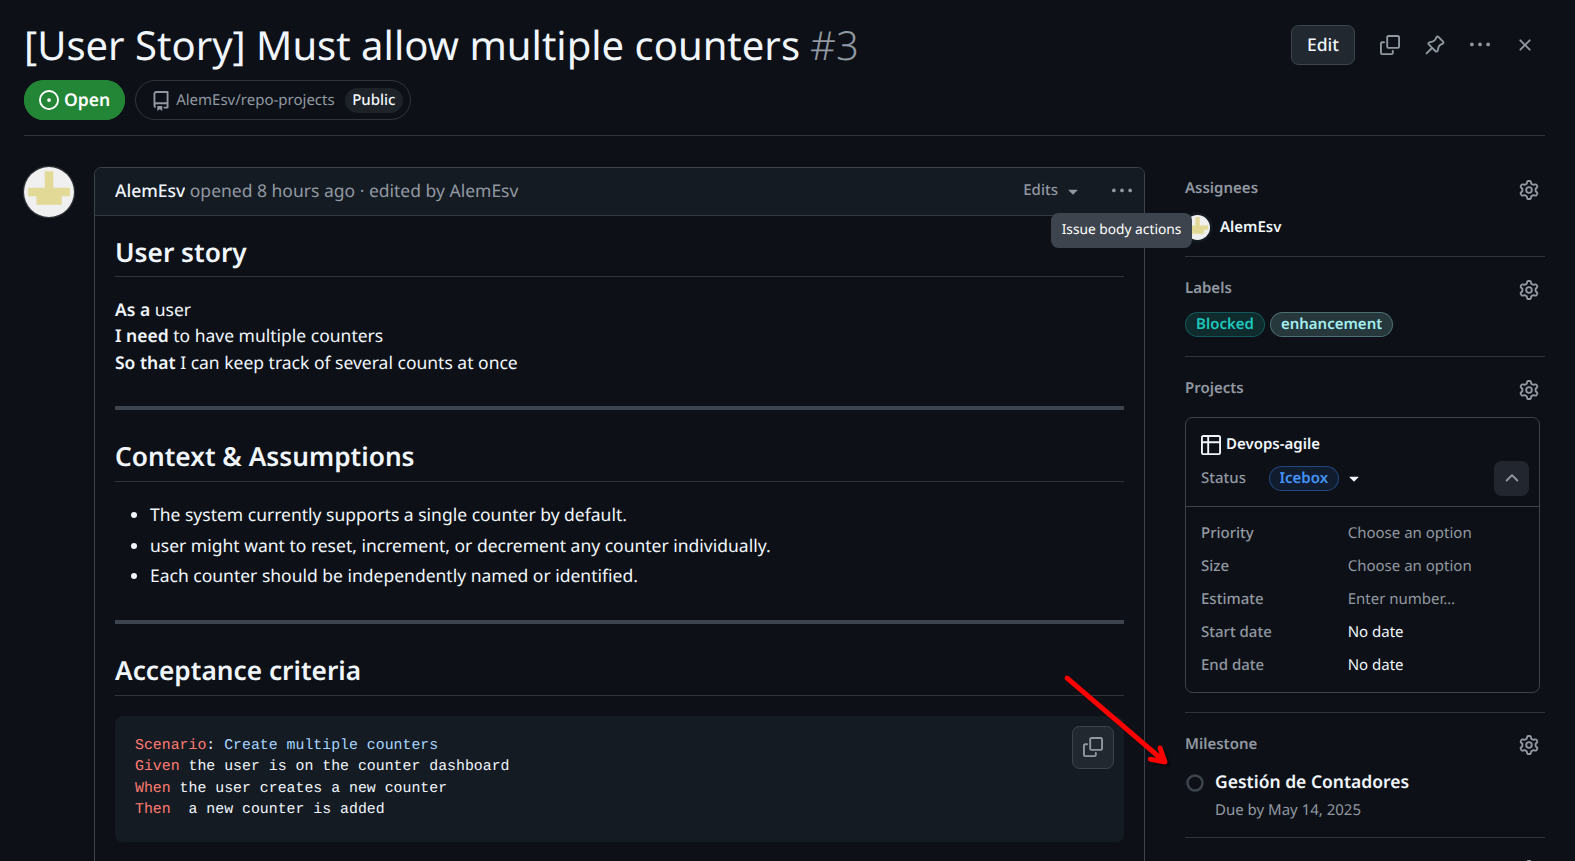 [User Story] Must allow multiple counters #3
Edit
Open
AlemEsv/repo-projects Public
AlemEsv opened 8 hours ago · edited by AlemEsv
Edits
Issue body actions
User story
As a user
I need to have multiple counters
So that I can keep track of several counts at once
Context & Assumptions
The system currently supports a single counter by default.
user might want to reset, increment, or decrement any counter individually.
Each counter should be independently named or identified.
Acceptance criteria
Scenario: Create multiple counters
Given the user is on the counter dashboard
When the user creates a new counter
Then  a new counter is added
Assignees
AlemEsv
Labels
Blocked enhancement
Projects
Devops-agile
Status Icebox
Priority Choose an option
Size Choose an option
Estimate Enter number...
Start date No date
End date No date
Milestone
Gestión de Contadores
Due by May 14, 2025